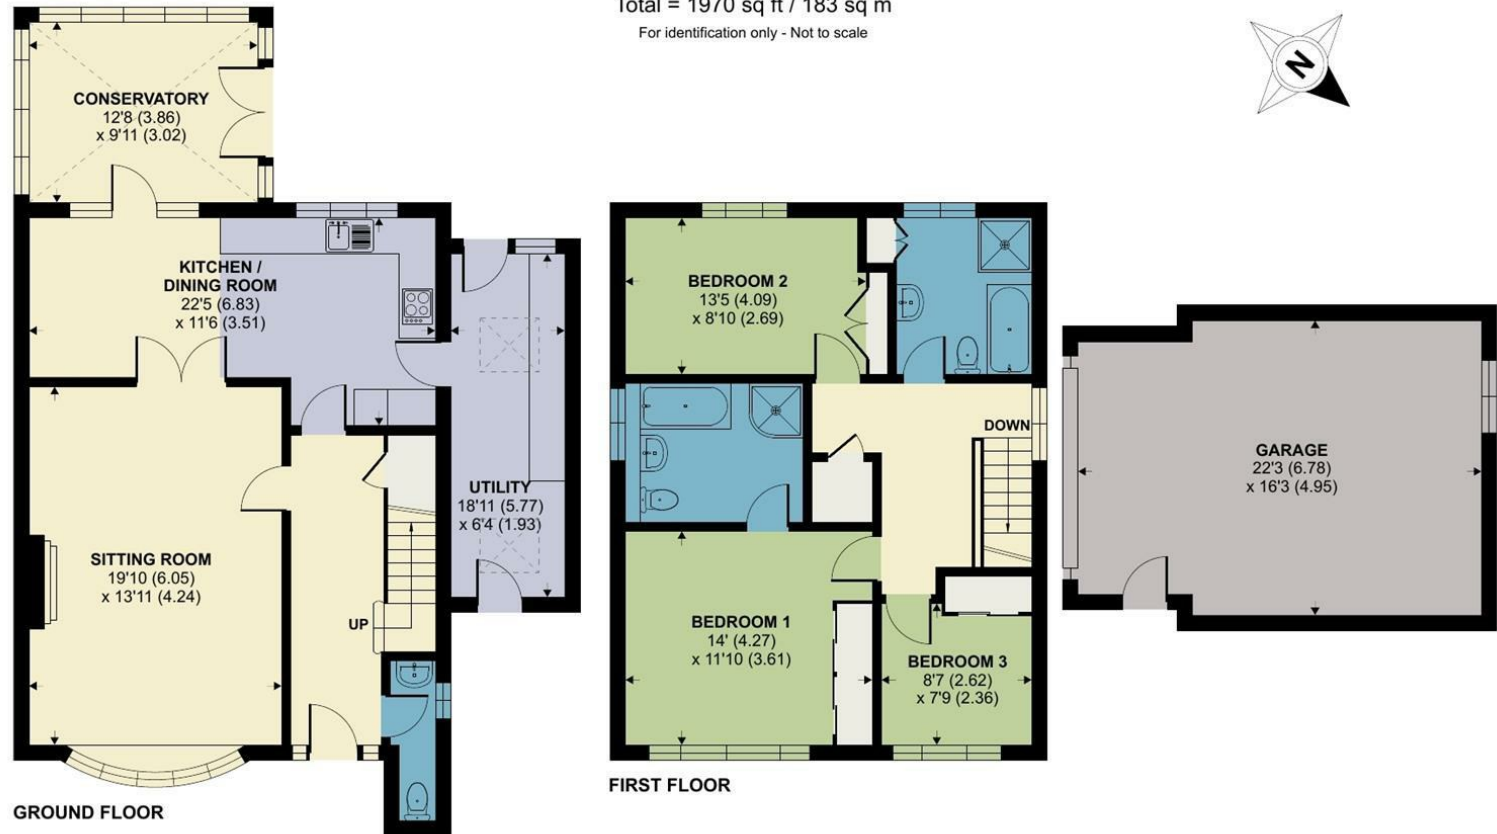 Total = 1970 sq ft / 183 sq m
For identification only - Not to scale
N
CONSERVATORY
12'8 (3.86)
x 9'11 (3.02)
KITCHEN /
DINING ROOM
22'5 (6.83)
x 11'6 (3.51)
UTILITY
18'11 (5.77)
x 6'4 (1.93)
SITTING ROOM
19'10 (6.05)
x 13'11 (4.24)
UP
GROUND FLOOR
BEDROOM 2
13'5 (4.09)
x 8'10 (2.69)
DOWN
BEDROOM 1
14' (4.27)
x 11'10 (3.61)
BEDROOM 3
8'7 (2.62)
x 7'9 (2.36)
FIRST FLOOR
GARAGE
22'3 (6.78)
x 16'3 (4.95)